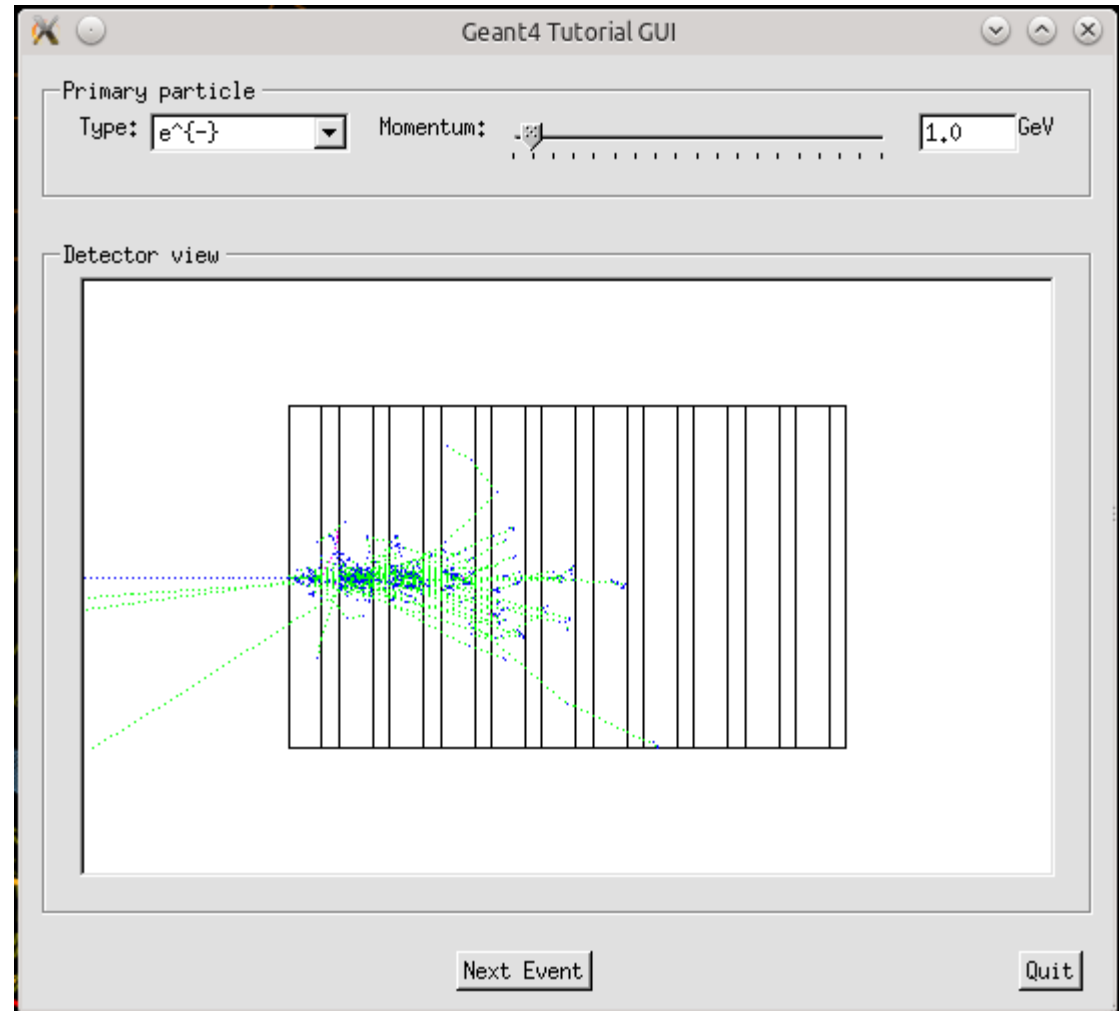 Geant4 Tutorial GUI
Primary particle
Type: e^{-} Momentum: 1.0 GeV
Detector view
Next Event Quit